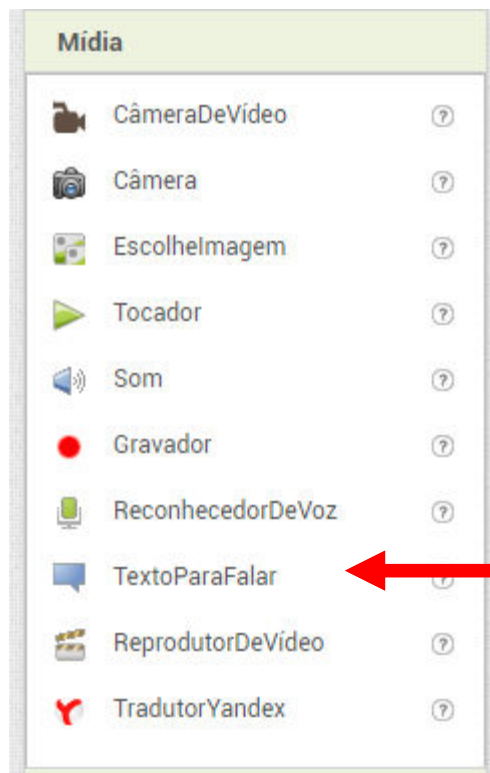 Mídia
CâmeraDeVídeo
Câmera
EscolheImagem
Tocador
Som
Gravador
ReconhecedorDeVoz
TextoParaFalar
ReprodutorDeVídeo
TradutorYandex